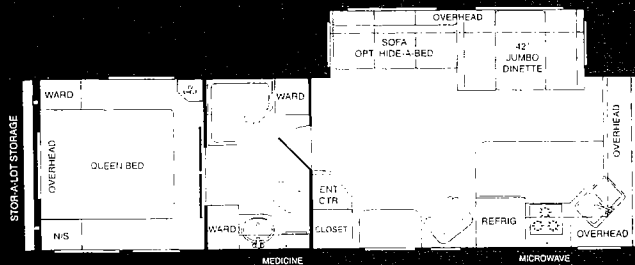 OVERHEAD
SOFA
OPT. HIDE-A-BED
42"
JUMBO
DINETTE
WARD
WARD
STOR-A-LOT STORAGE
OVERHEAD
QUEEN BED
OVERHEAD
ENT
CTR
REFRIG
N/S
WARD
CLOSET
OVERHEAD
MEDICINE
MICROWAVE